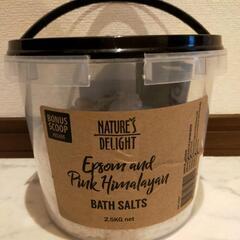 BONUS
SCOOP
INSIDE
NATURE'S
DELIGHT
Epsom and
Pink Himalayan
BATH SALTS
2.5KG net